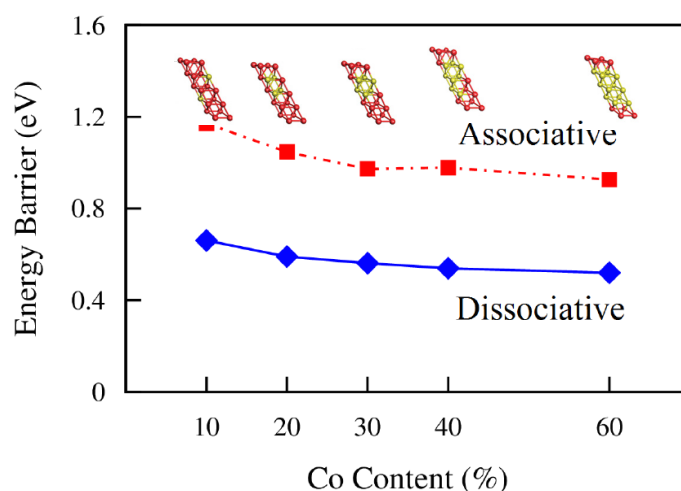 1.6
1.2
0.8
0.4
0
Energy Barrier (eV)
Associative
Dissociative
10 20 30 40 60
Co Content (%)